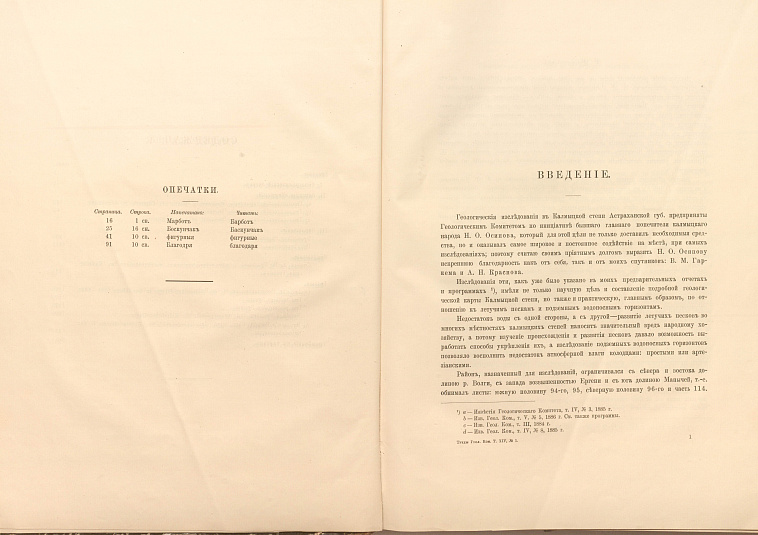 ОПЕЧАТКИ.
Страница. Строка. Напечатано: Читать:
16 1 св. Марботъ Барботъ
25 16 св. Боскунчакъ Баскунчакъ
41 10 св. фигурныя фигурные
91 10 сн. Благодря благодаря
ВВЕДЕНІЕ.
Геологическія изслѣдованія въ Калмыцкой степи Астраханской губ. предприняты
Геологическимъ Комитетомъ по иниціативѣ бывшаго главнаго попечителя калмыцкаго
народа Н. О. Осипова, который для этой цѣли не только доставилъ необходимыя сред-
ства, но и оказывалъ самое широкое и постоянное содѣйствіе на мѣстѣ, при самыхъ
изслѣдованіяхъ; поэтому считаю своимъ пріятнымъ долгомъ выразить Н. О. Осипову
искреннюю благодарность какъ отъ себя, такъ и отъ моихъ спутниковъ: В. М. Гар-
кема и А. Н. Краснова.
Изслѣдованія эти, какъ уже было указано въ моихъ предварительныхъ отчетахъ
и программахъ ¹), имѣли не только научную цѣль и составленіе подробной геологи-
ческой карты Калмыцкой степи, но также и практическую, главнымъ образомъ, по от-
ношенію къ летучимъ пескамъ и подземнымъ водоноснымъ горизонтамъ.
Недостатокъ воды съ одной стороны, а съ другой—развитіе летучихъ песковъ во
многихъ мѣстностяхъ калмыцкихъ степей наноситъ значительный вредъ народному хо-
зяйству, а потому изученіе происхожденія и развитія песковъ давало возможность вы-
работать способы укрѣпленія ихъ, а изслѣдованіе подземныхъ водоносныхъ горизонтовъ
позволяло восполнить недостатокъ атмосферной влаги колодцами: простыми или арте-
зіанскими.
Районъ, назначенный для изслѣдованій, ограничивался съ сѣвера и востока до-
линою р. Волги, съ запада возвышенностью Ергени и съ юга долиною Манычей, т.-е.
обнималъ листы: южную половину 94-го, 95, сѣверную половину 96-го и часть 114.
¹) a — Извѣстія Геологическаго Комитета, т. IV, № 3, 1885 г.
b — Изв. Геол. Ком., т. V, № 5, 1886 г. См. также программы.
c — Изв. Геол. Ком., т. III, 1884 г.
d — Изв. Геол. Ком., т. IV, № 8, 1885 г.
Труды Геол. Ком. Т. XIV, № 1. 1